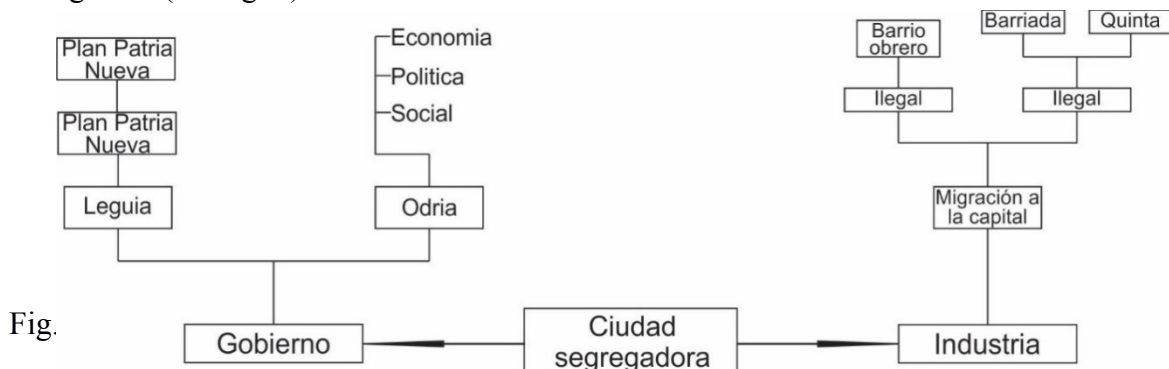 Plan Patria
Nueva
Plan Patria
Nueva
Leguia
Economia
Politica
Social
Odria
Barrio
obrero
Barriada
Quinta
Ilegal
Ilegal
Migración a
la capital
Fig.
Gobierno
Ciudad
segregadora
Industria